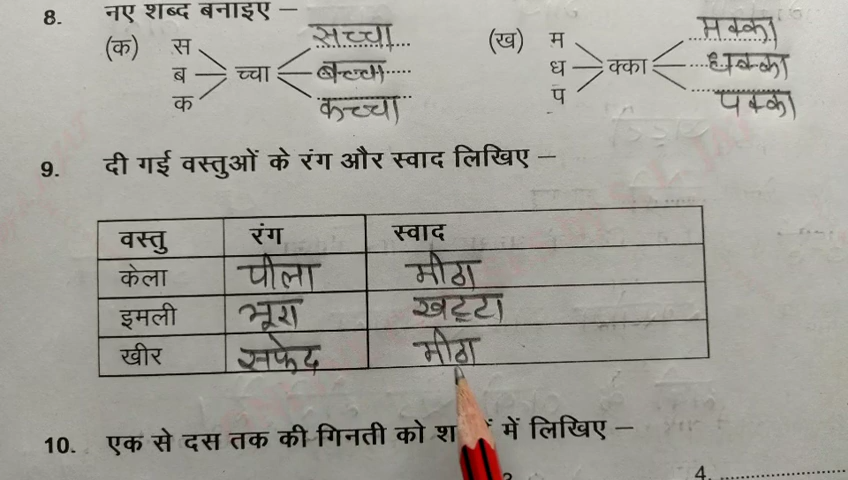 8. नए शब्द बनाइए –
(क) स सच्चा (ख) म मक्का
ब च्चा बच्चा ध क्का धक्का
क कच्चा प पक्का
9. दी गई वस्तुओं के रंग और स्वाद लिखिए –
वस्तु रंग स्वाद
केला पीला मीठा
इमली भूरा खट्टा
खीर सफेद मीठा
10. एक से दस तक की गिनती को में लिखिए –
4.